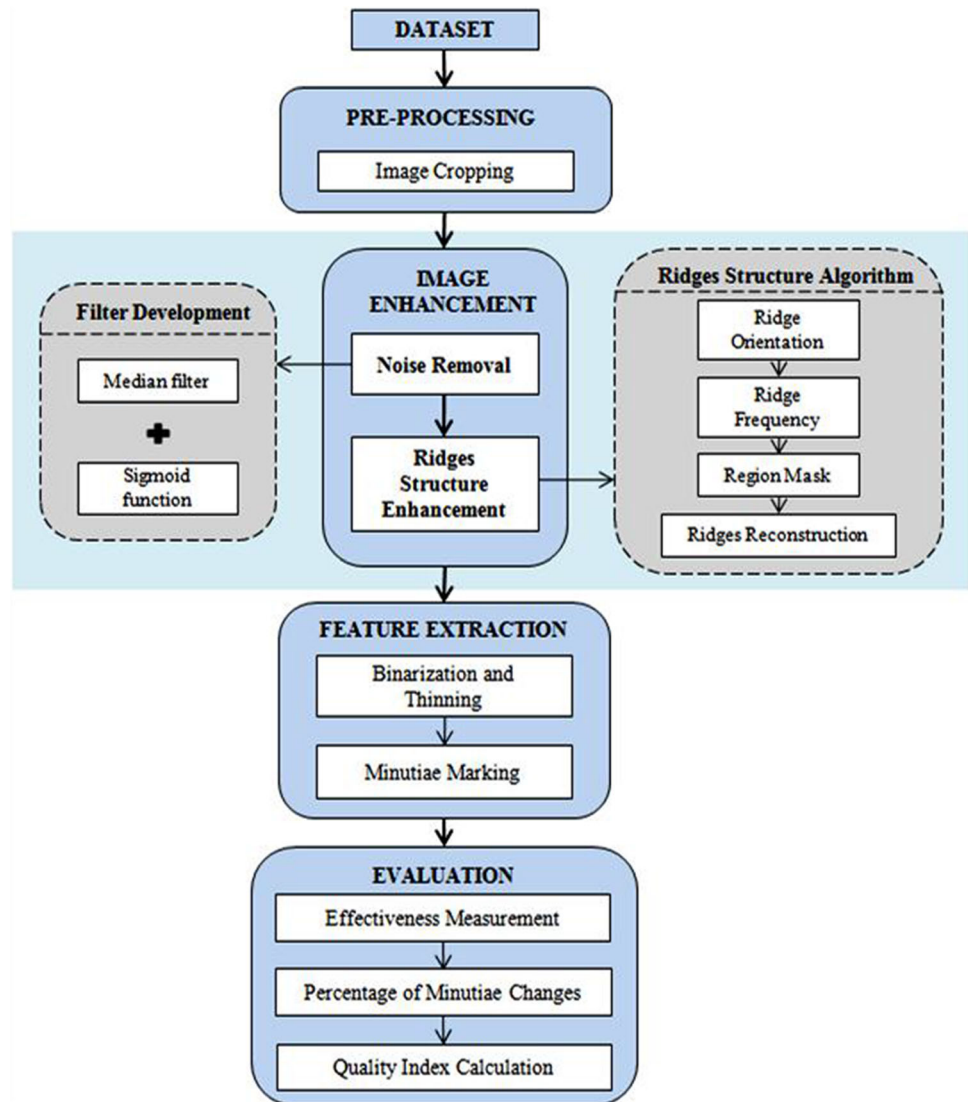 DATASET
PRE-PROCESSING
Image Cropping
IMAGE
ENHANCEMENT
Noise Removal
Ridges
Structure
Enhancement
Filter Development
Median filter
+
Sigmoid
function
Ridges Structure Algorithm
Ridge
Orientation
Ridge
Frequency
Region Mask
Ridges Reconstruction
FEATURE EXTRACTION
Binarization and
Thinning
Minutiae Marking
EVALUATION
Effectiveness Measurement
Percentage of Minutiae Changes
Quality Index Calculation